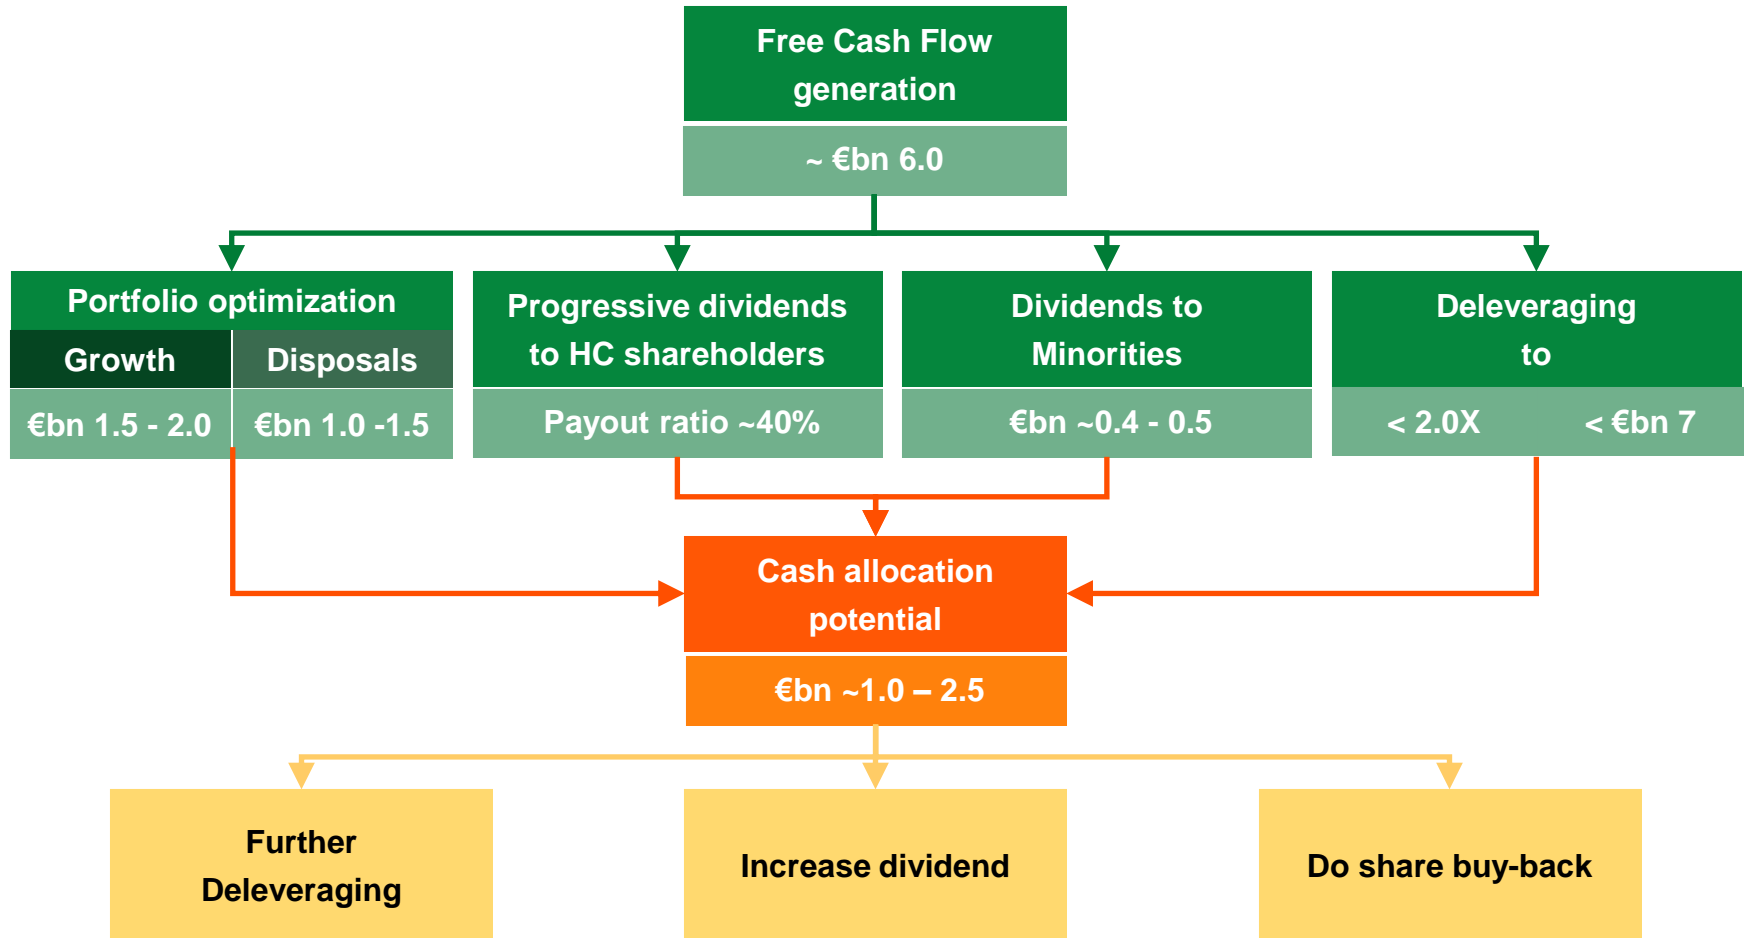 Free Cash Flow
generation
~ €bn 6.0
Portfolio optimization
Growth
Disposals
€bn 1.5 - 2.0
€bn 1.0 -1.5
Progressive dividends
to HC shareholders
Payout ratio ~40%
Dividends to
Minorities
€bn ~0.4 - 0.5
Deleveraging
to
< 2.0X
< €bn 7
Cash allocation
potential
€bn ~1.0 – 2.5
Further
Deleveraging
Increase dividend
Do share buy-back